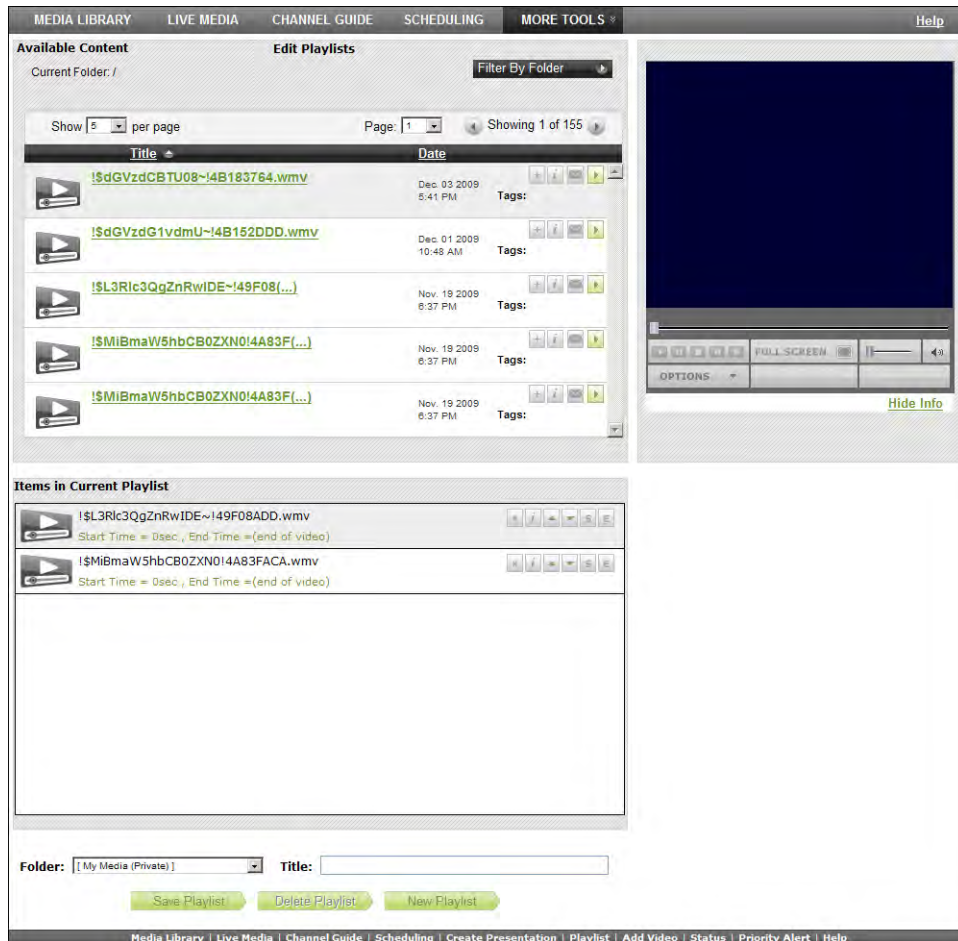 MEDIA LIBRARY LIVE MEDIA CHANNEL GUIDE SCHEDULING MORE TOOLS Help
Available Content Edit Playlists
Current Folder: / Filter By Folder
Show 5 per page Page: 1 Showing 1 of 155
Title Date
!$dGVzdCBTU08~!4B183764.wmv
Dec. 03 2009
5:41 PM Tags:
!$dGVzdG1vdmU~!4B152DDD.wmv
Dec. 01 2009
10:48 AM Tags:
!$L3Rlc3QgZnRwIDE~!49F08(...)
Nov. 19 2009
6:37 PM Tags:
!$MiBmaW5hbCB0ZXN0!4A83F(...)
Nov. 19 2009
6:37 PM Tags:
!$MiBmaW5hbCB0ZXN0!4A83F(...)
Nov. 19 2009
6:37 PM Tags:
FULL SCREEN
OPTIONS
Hide Info
Items in Current Playlist
!$L3Rlc3QgZnRwIDE~!49F08ADD.wmv
Start Time = 0sec , End Time =(end of video)
!$MiBmaW5hbCB0ZXN0!4A83FACA.wmv
Start Time = 0sec , End Time =(end of video)
Folder: [ My Media (Private) ] Title:
Save Playlist Delete Playlist New Playlist
Media Library | Live Media | Channel Guide | Scheduling | Create Presentation | Playlist | Add Video | Status | Priority Alert | Help